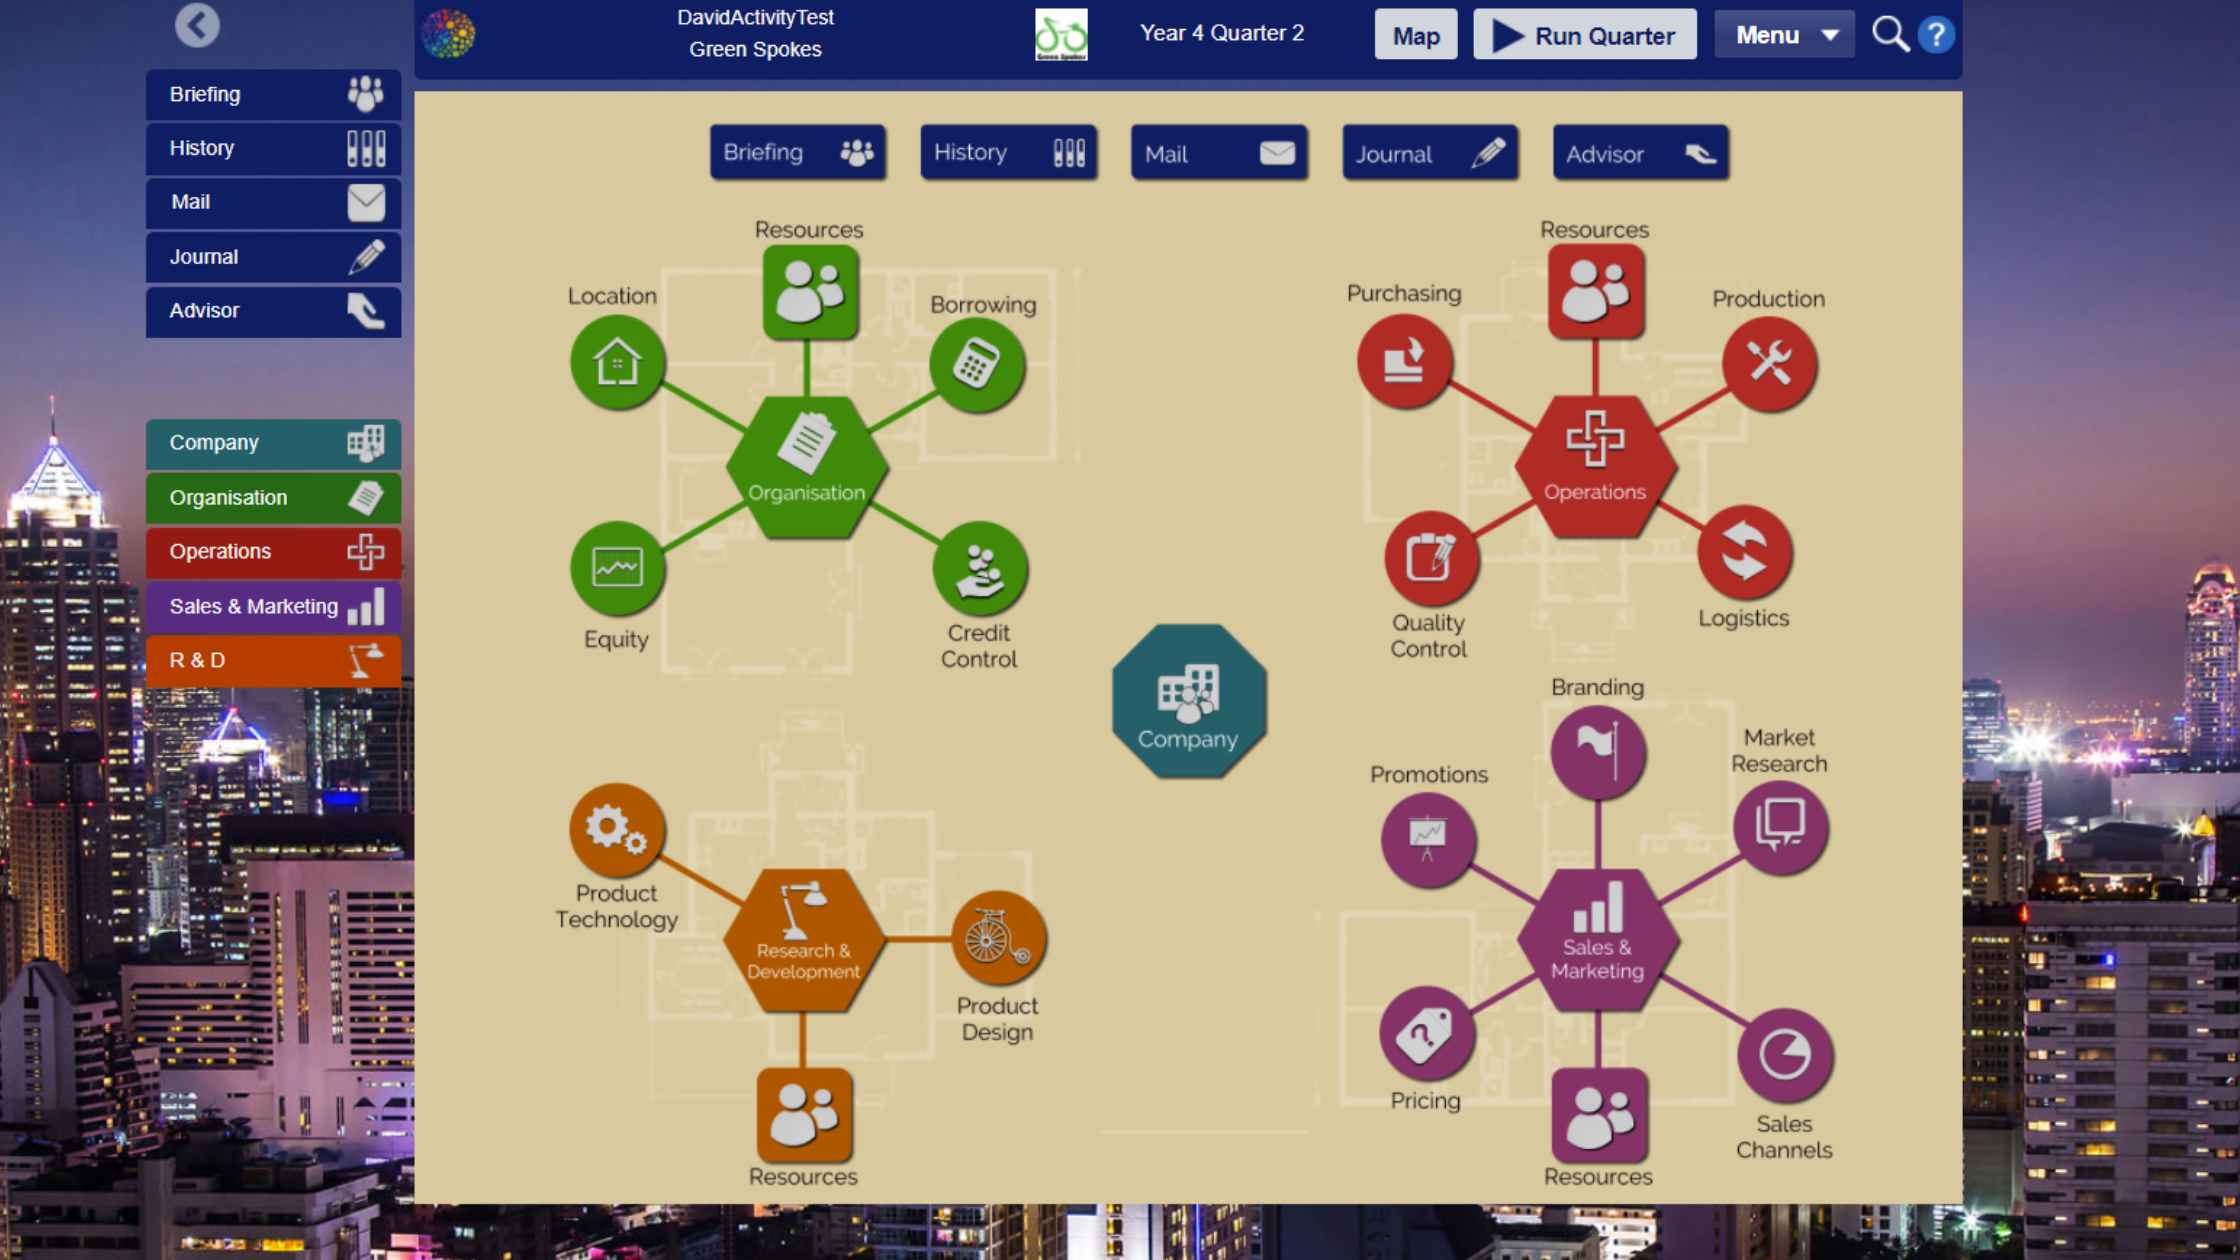 DavidActivityTest
Green Spokes
Green Spokes
Year 4 Quarter 2
Map
Run Quarter
Menu
?
Briefing
History
Mail
Journal
Advisor
Company
Organisation
Operations
Sales & Marketing
R & D
Briefing
History
Mail
Journal
Advisor
Resources
Location
Borrowing
Organisation
Equity
Credit
Control
Resources
Purchasing
Production
Operations
Quality
Control
Logistics
Company
Product
Technology
Research &
Development
Product
Design
Resources
Branding
Promotions
Market
Research
Sales &
Marketing
?
Pricing
Resources
Sales
Channels